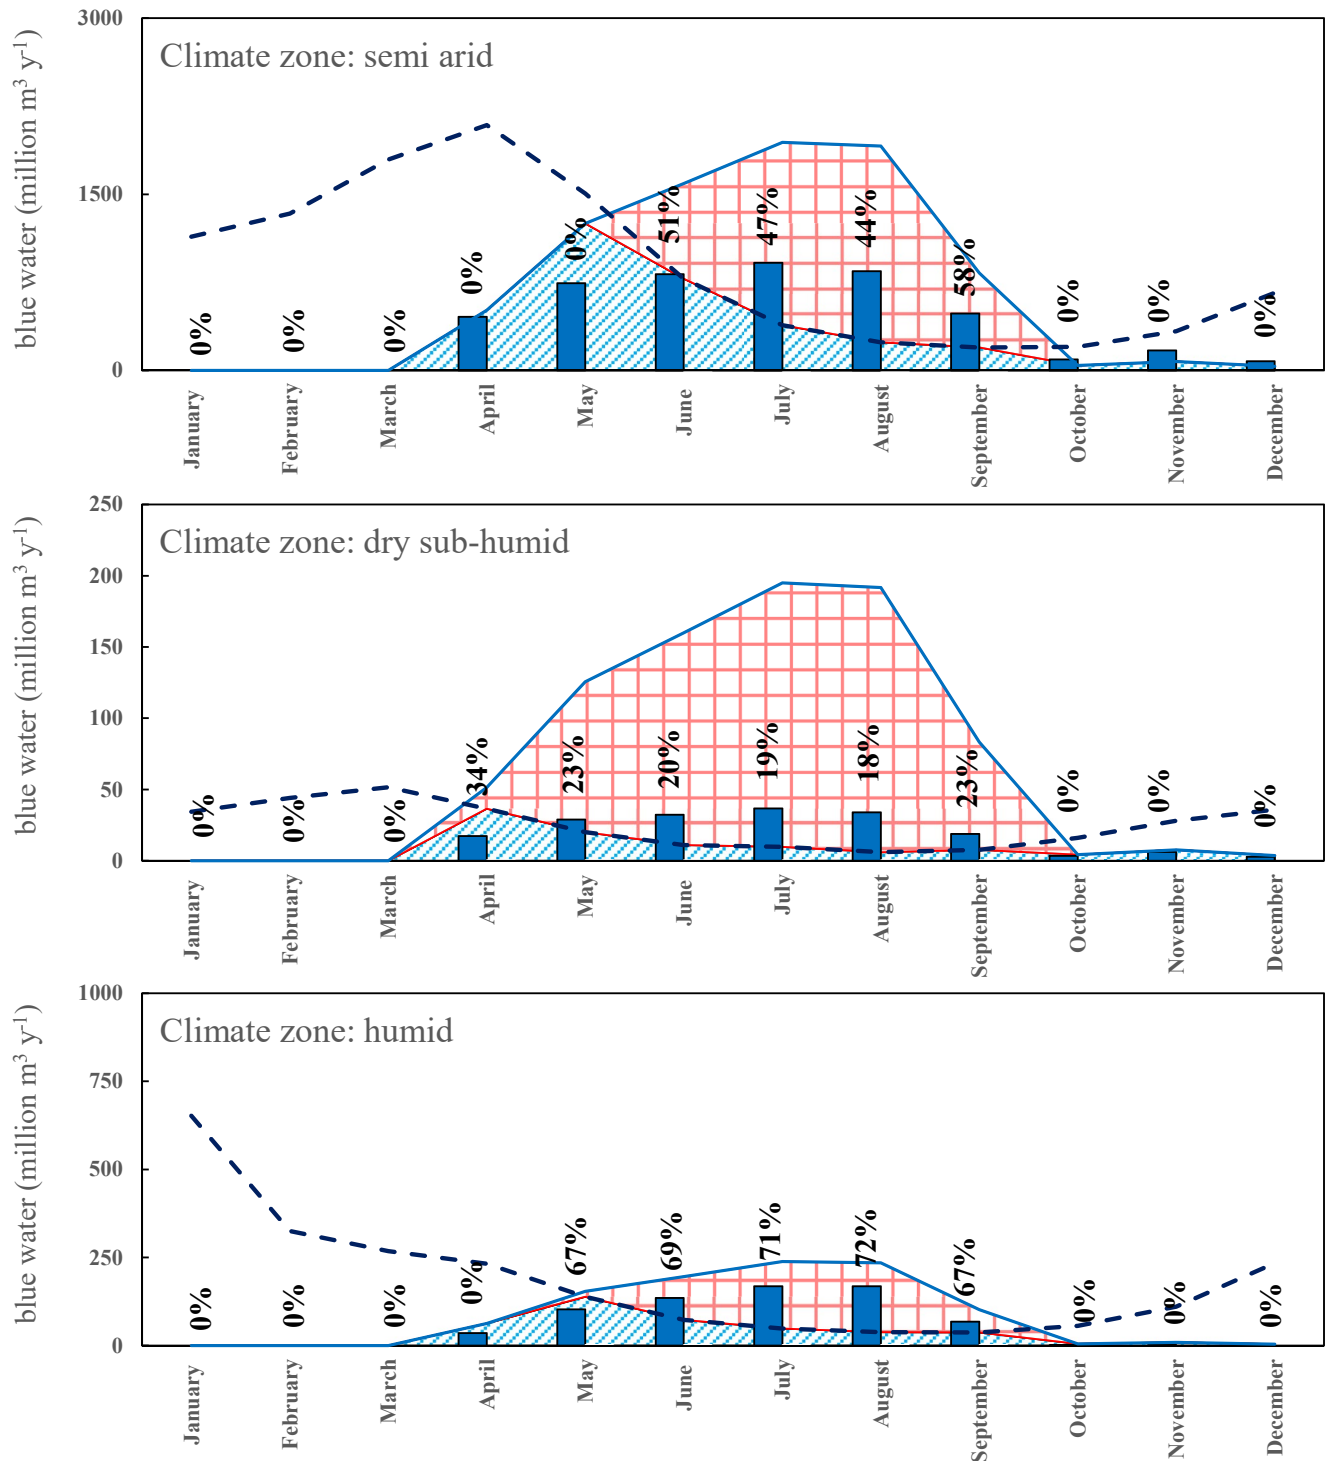 blue water (million m³ y⁻¹)
3000
1500
0
Climate zone: semi arid
0%
0%
0%
0%
0%
51%
47%
44%
58%
0%
0%
0%
January
February
March
April
May
June
July
August
September
October
November
December
blue water (million m³ y⁻¹)
250
200
150
100
50
0
Climate zone: dry sub-humid
0%
0%
0%
34%
23%
20%
19%
18%
23%
0%
0%
0%
January
February
March
April
May
June
July
August
September
October
November
December
blue water (million m³ y⁻¹)
1000
750
500
250
0
Climate zone: humid
0%
0%
0%
0%
67%
69%
71%
72%
67%
0%
0%
0%
January
February
March
April
May
June
July
August
September
October
November
December